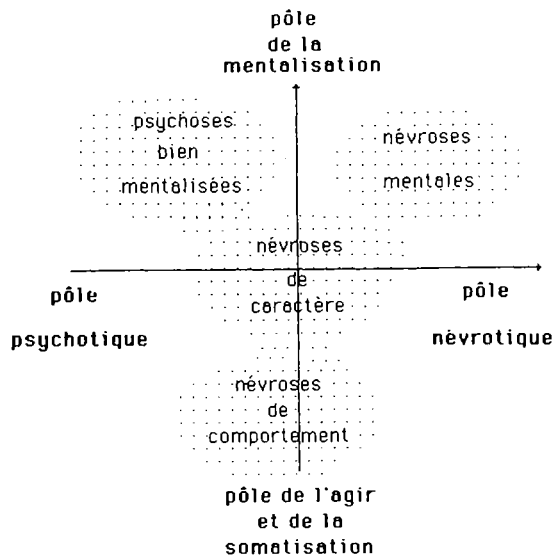 pôle
de la
mentalisation
psychoses
bien
mentalisées
névroses
mentales
névroses
de
caractère
pôle
psychotique
pôle
névrotique
névroses
de
comportement
pôle de l'agir
et de la
somatisation